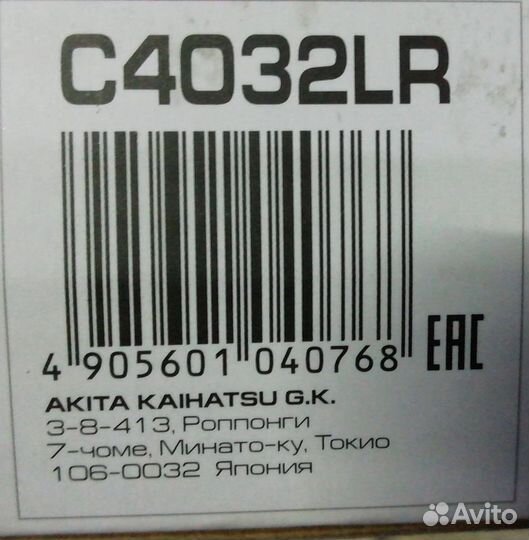 C4032LR
4 905601 040768
EAC
AKITA KAIHATSU G.K.
3-8-413, Роппонги
7-чоме, Минато-ку, Токио
106-0032 Япония
Avito